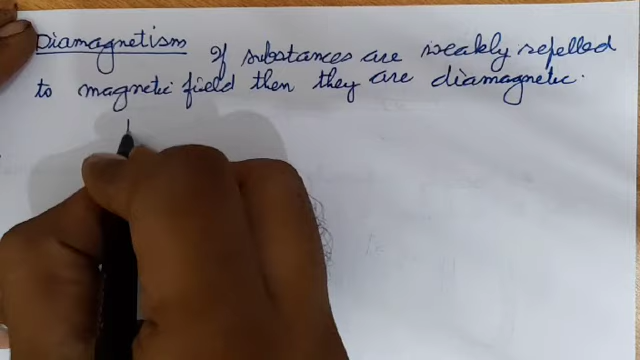 Diamagnetism If substances are weakly repelled
to magnetic field then they are diamagnetic.